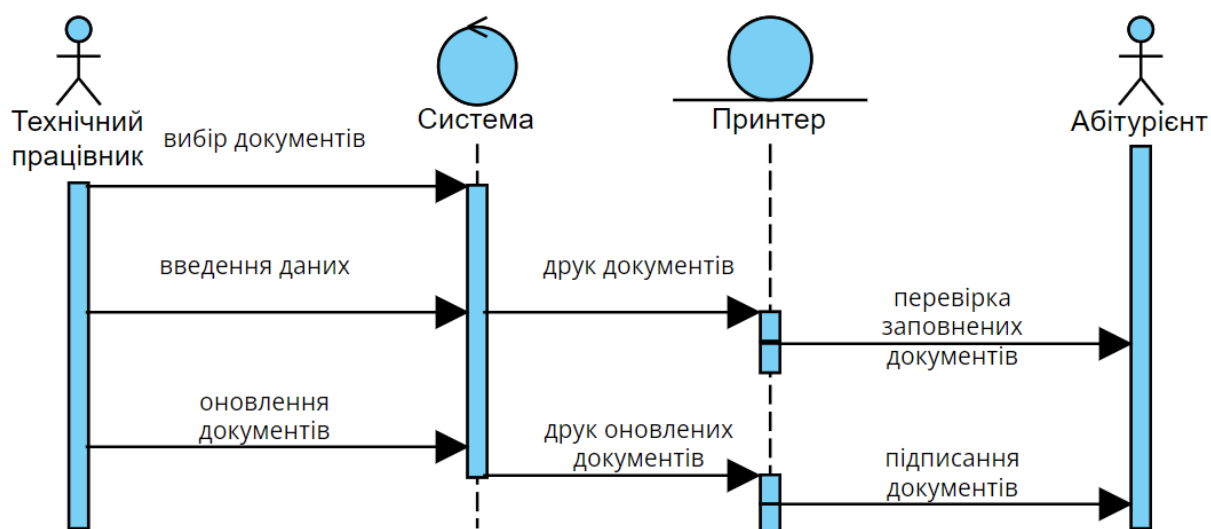 Технічний
працівник
Система
Принтер
Абітурієнт
вибір документів
введення даних
друк документів
перевірка
заповнених
документів
оновлення
документів
друк оновлених
документів
підписання
документів